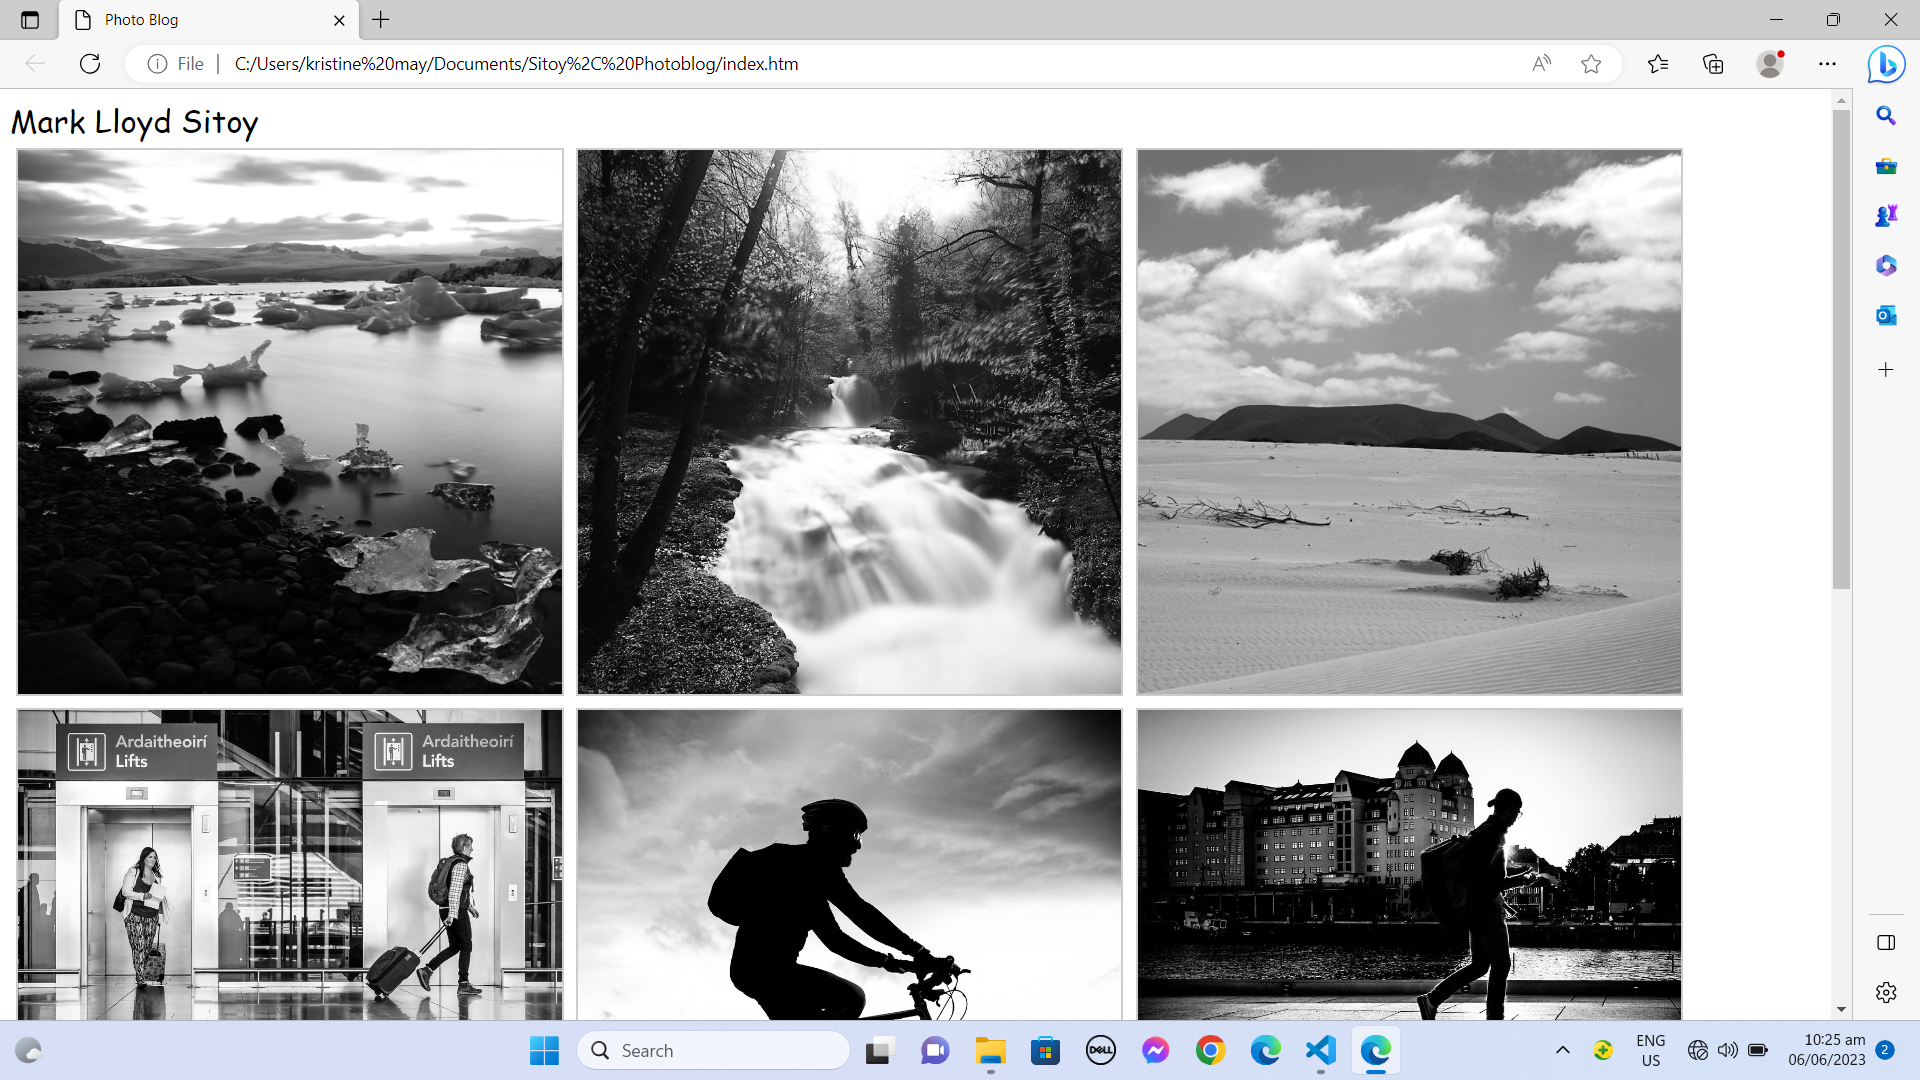 Photo Blog
File
C:/Users/kristine%20may/Documents/Sitoy%2C%20Photoblog/index.htm
Mark Lloyd Sitoy
Ardaitheoirí
Lifts
Ardaitheoirí
Lifts
Search
DELL
ENG
US
10:25 am
06/06/2023
2